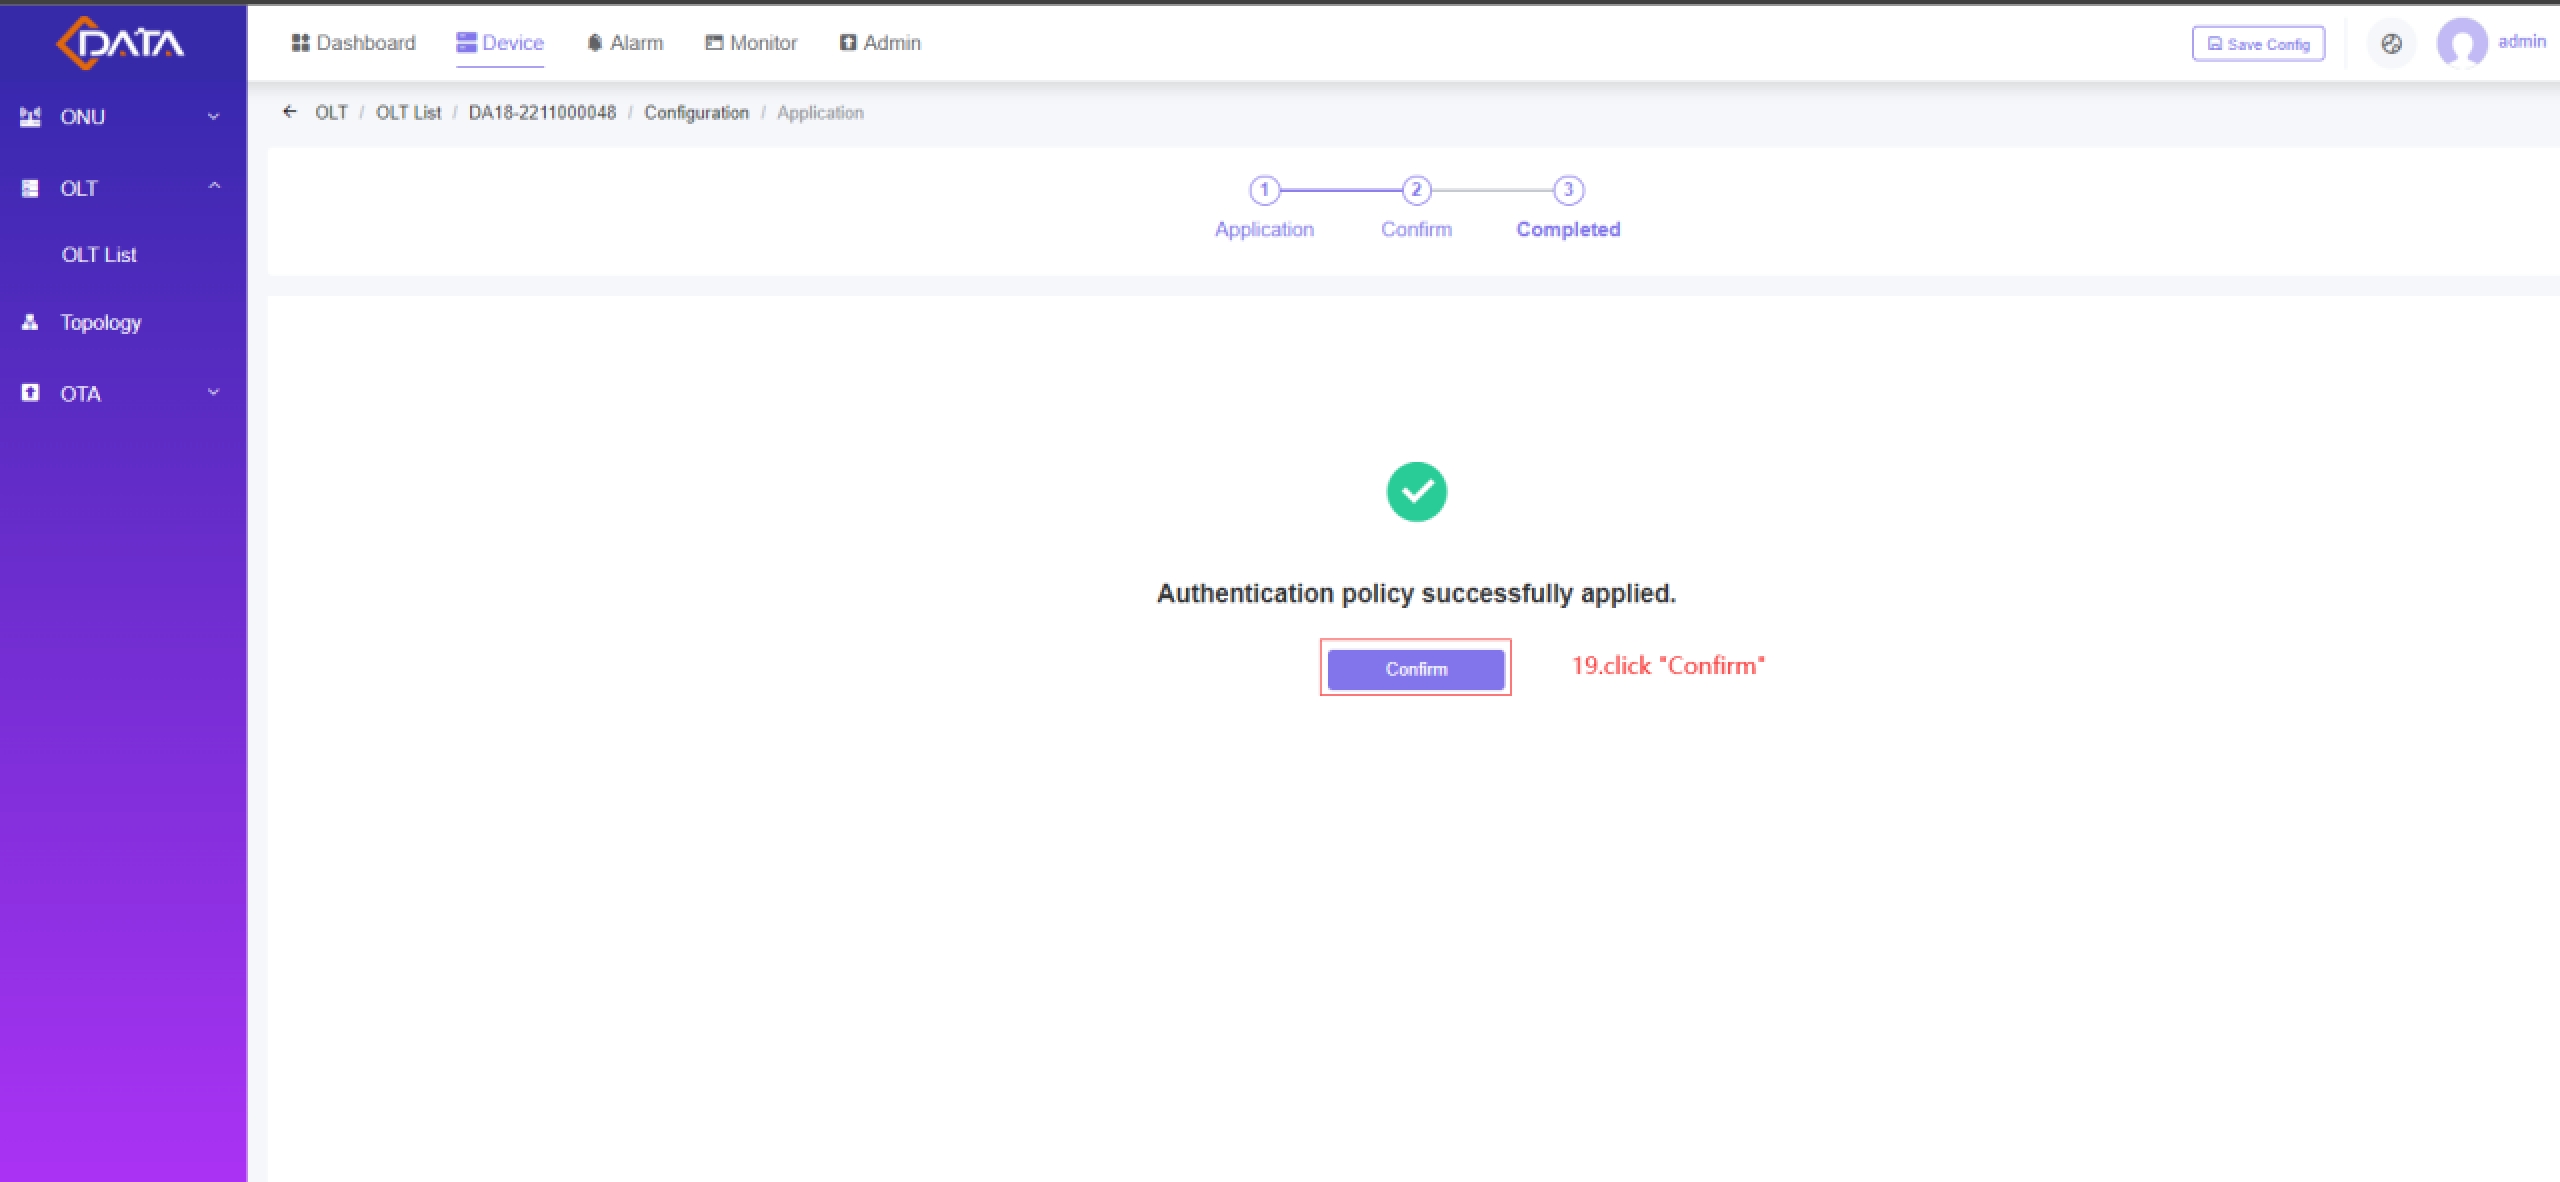 DATA
Dashboard Device Alarm Monitor Admin
Save Config
admin
ONU
OLT
OLT List
Topology
OTA
OLT / OLT List / DA18-2211000048 / Configuration / Application
1 2 3
Application Confirm Completed
Authentication policy successfully applied.
Confirm
19.click "Confirm"